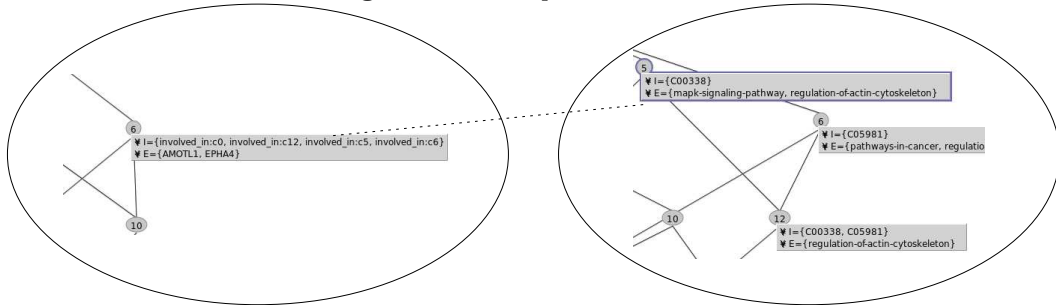 6
¥ I={involved_in:c0, involved_in:c12, involved_in:c5, involved_in:c6}
¥ E={AMOTL1, EPHA4}
10
5
¥ I={C00338}
¥ E={mapk-signaling-pathway, regulation-of-actin-cytoskeleton}
6
¥ I={C05981}
¥ E={pathways-in-cancer, regulatio
10
12
¥ I={C00338, C05981}
¥ E={regulation-of-actin-cytoskeleton}